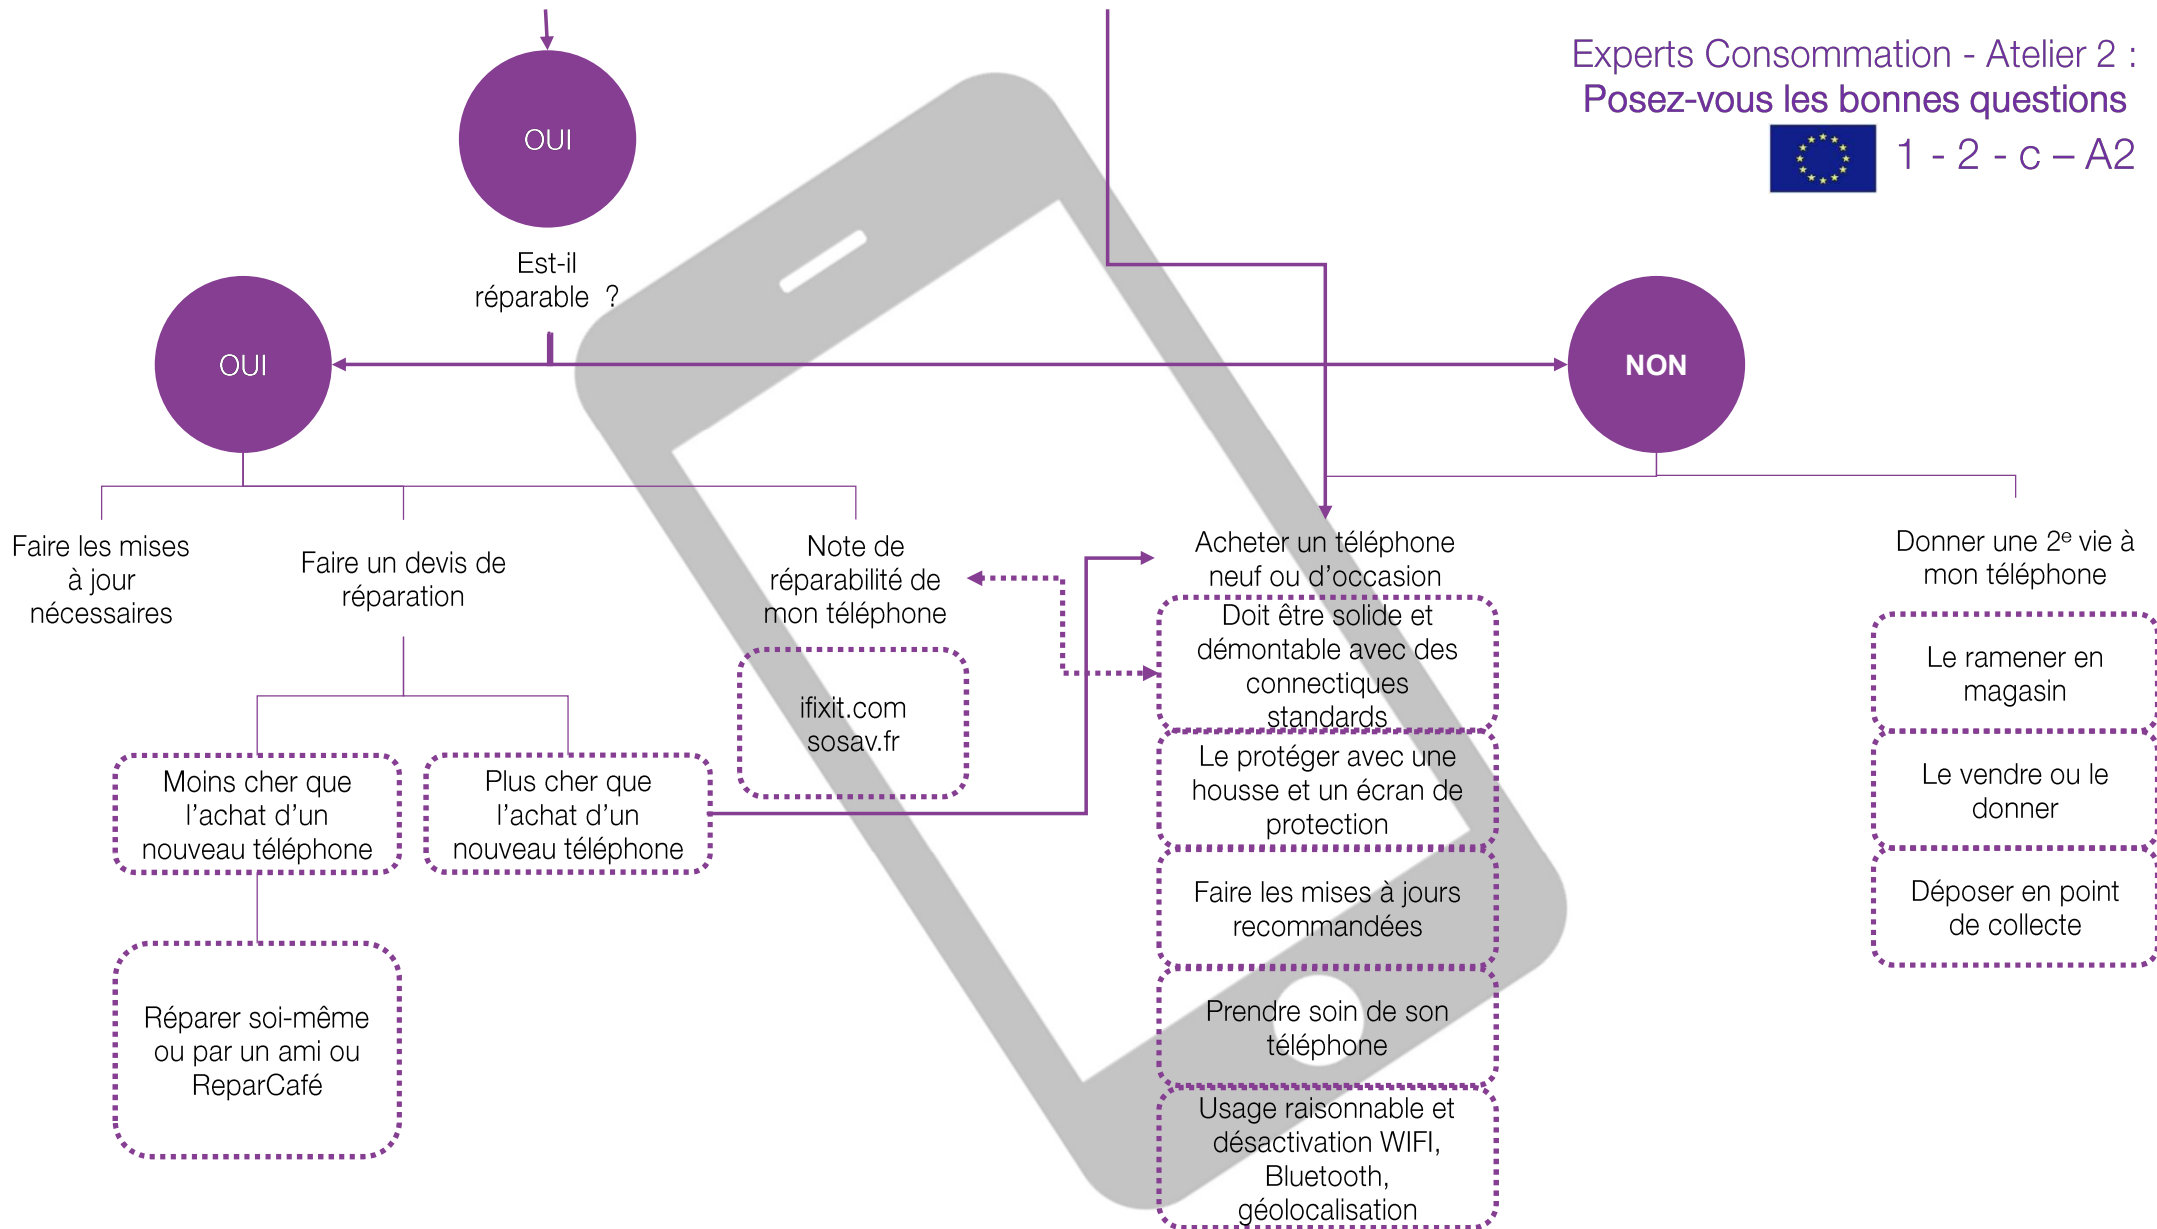 Experts Consommation - Atelier 2 :
Posez-vous les bonnes questions
1 - 2 - c – A2
OUI
Est-il
réparable ?
OUI
NON
Faire les mises
à jour
nécessaires
Faire un devis de
réparation
Note de
réparabilité de
mon téléphone
Acheter un téléphone
neuf ou d’occasion
Donner une 2e vie à
mon téléphone
ifixit.com
sosav.fr
Moins cher que
l’achat d’un
nouveau téléphone
Plus cher que
l’achat d’un
nouveau téléphone
Réparer soi-même
ou par un ami ou
ReparCafé
Doit être solide et
démontable avec des
connectiques
standards
Le protéger avec une
housse et un écran de
protection
Faire les mises à jours
recommandées
Prendre soin de son
téléphone
Usage raisonnable et
désactivation WIFI,
Bluetooth,
géolocalisation
Le ramener en
magasin
Le vendre ou le
donner
Déposer en point
de collecte